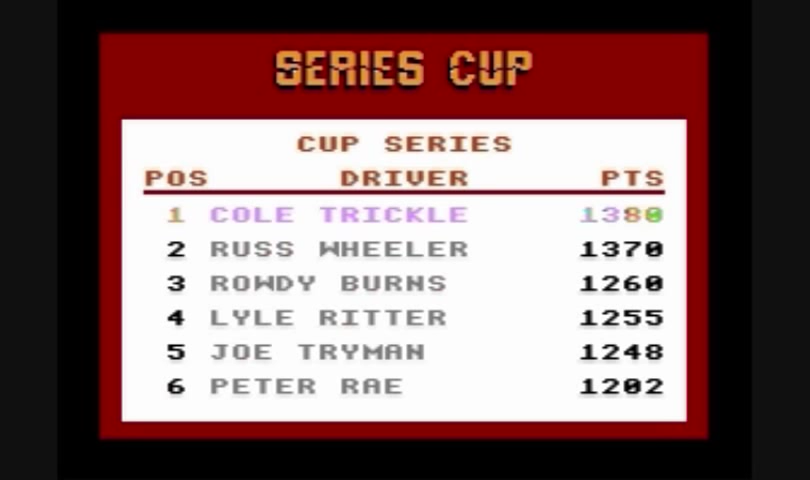 SERIES CUP
CUP SERIES
POS DRIVER PTS
1 COLE TRICKLE 1380
2 RUSS WHEELER 1370
3 ROWDY BURNS 1260
4 LYLE RITTER 1255
5 JOE TRYMAN 1248
6 PETER RAE 1202